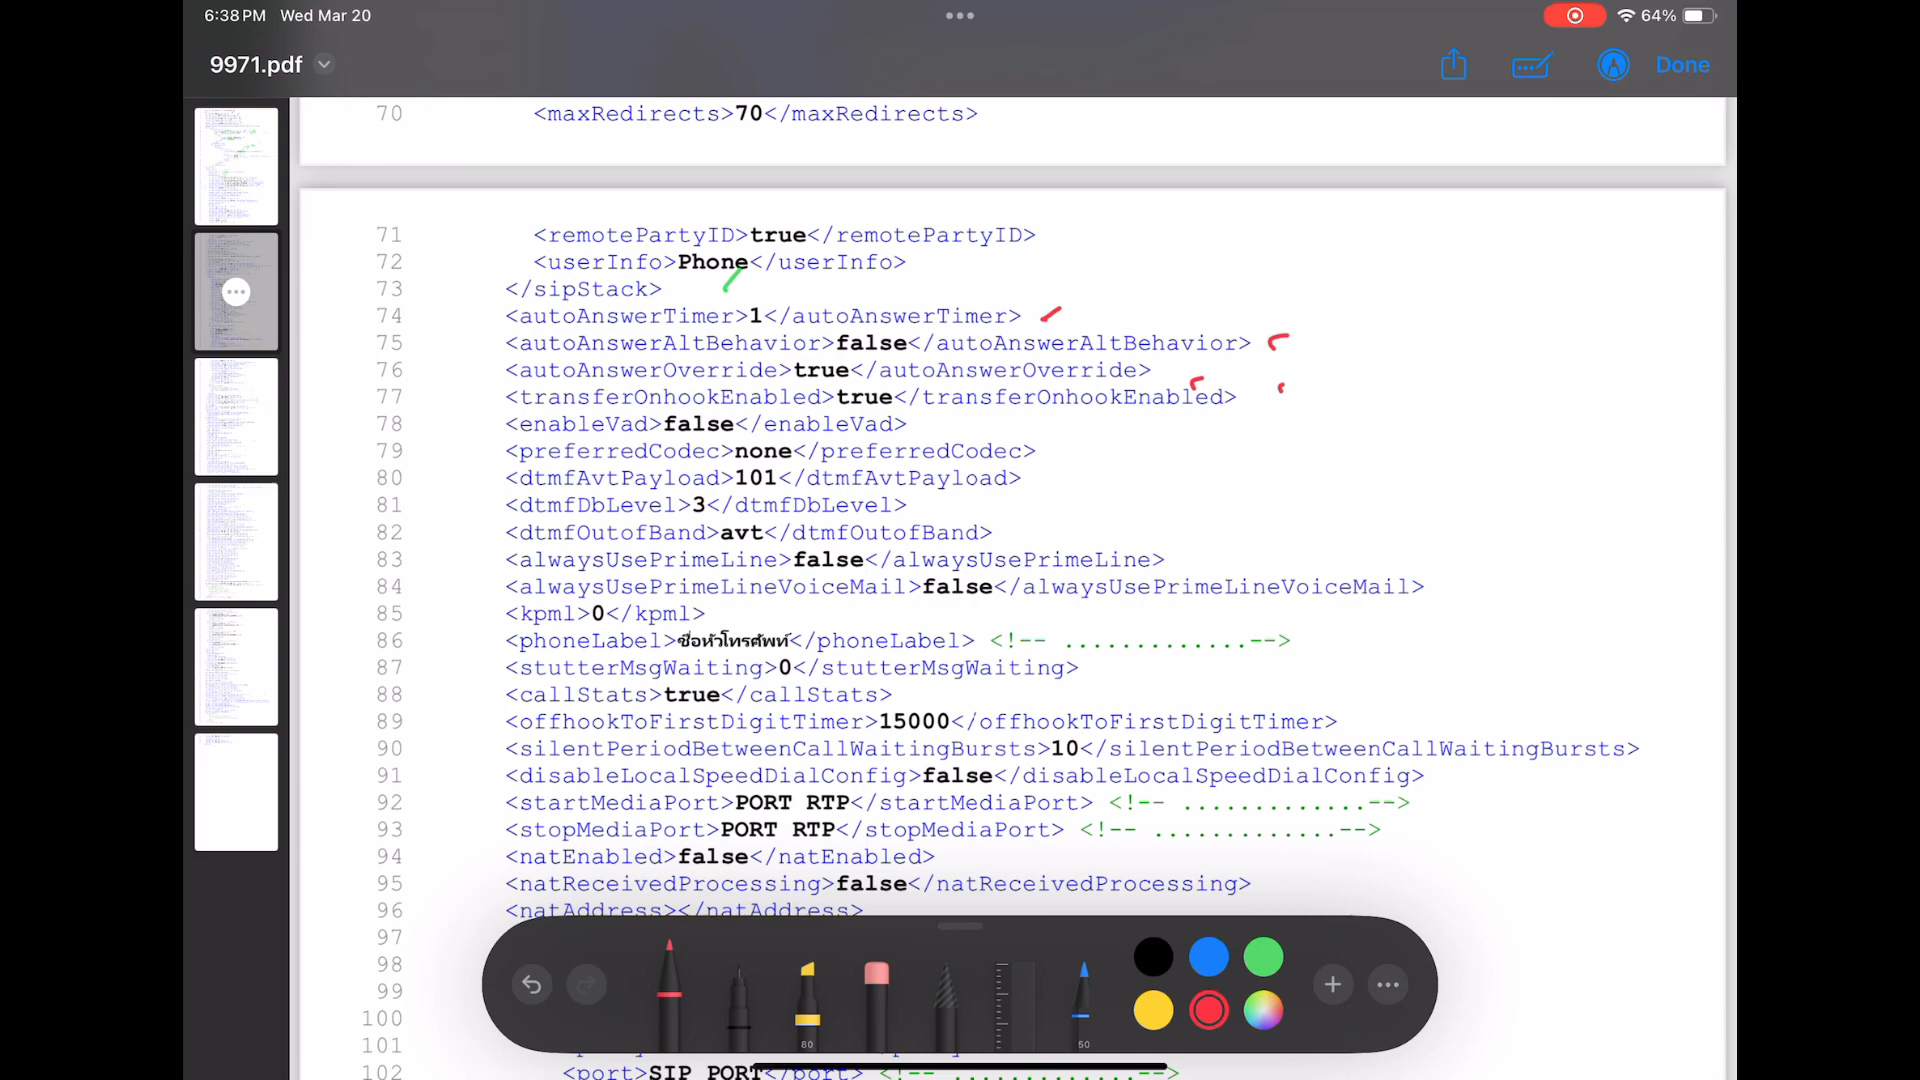 6:38 PM Wed Mar 20
64%
9971.pdf
Done
70 <maxRedirects>70</maxRedirects>
71 <remotePartyID>true</remotePartyID>
72 <userInfo>Phone</userInfo>
73 </sipStack>
74 <autoAnswerTimer>1</autoAnswerTimer>
75 <autoAnswerAltBehavior>false</autoAnswerAltBehavior>
76 <autoAnswerOverride>true</autoAnswerOverride>
77 <transferOnhookEnabled>true</transferOnhookEnabled>
78 <enableVad>false</enableVad>
79 <preferredCodec>none</preferredCodec>
80 <dtmfAvtPayload>101</dtmfAvtPayload>
81 <dtmfDbLevel>3</dtmfDbLevel>
82 <dtmfOutofBand>avt</dtmfOutofBand>
83 <alwaysUsePrimeLine>false</alwaysUsePrimeLine>
84 <alwaysUsePrimeLineVoiceMail>false</alwaysUsePrimeLineVoiceMail>
85 <kpml>0</kpml>
86 <phoneLabel>ชื่อหัวโทรศัพท์</phoneLabel> <!-- .............-->
87 <stutterMsgWaiting>0</stutterMsgWaiting>
88 <callStats>true</callStats>
89 <offhookToFirstDigitTimer>15000</offhookToFirstDigitTimer>
90 <silentPeriodBetweenCallWaitingBursts>10</silentPeriodBetweenCallWaitingBursts>
91 <disableLocalSpeedDialConfig>false</disableLocalSpeedDialConfig>
92 <startMediaPort>PORT RTP</startMediaPort> <!-- .............-->
93 <stopMediaPort>PORT RTP</stopMediaPort> <!-- .............-->
94 <natEnabled>false</natEnabled>
95 <natReceivedProcessing>false</natReceivedProcessing>
96 <natAddress></natAddress>
97
98
99
100
101
102 <port>SIP PORT</port> <!-- .............-->
80
50